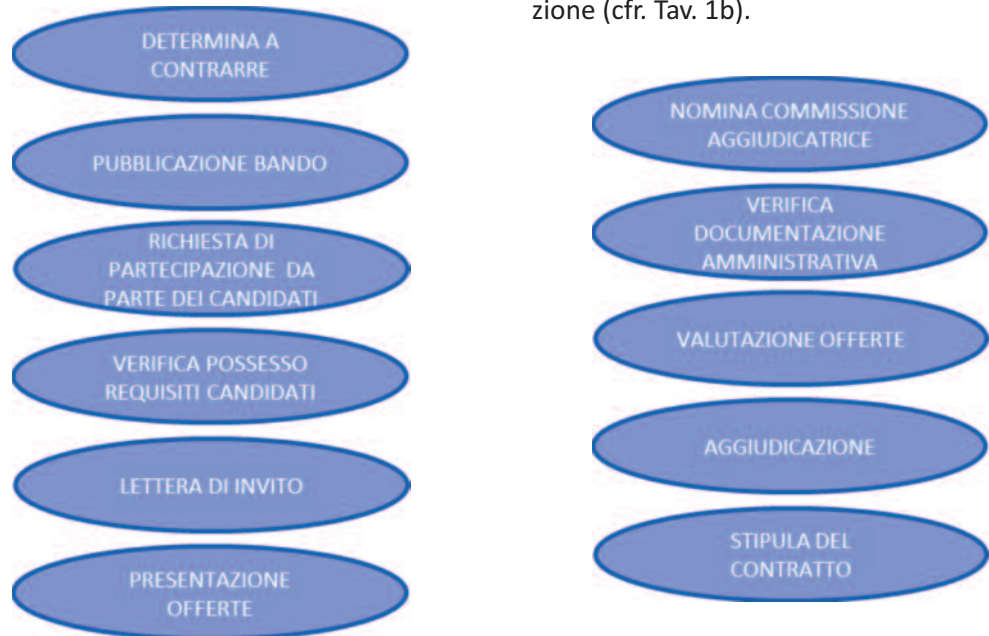 zione (cfr. Tav. 1b).
DETERMINA A
CONTRARRE
PUBBLICAZIONE BANDO
RICHIESTA DI
PARTECIPAZIONE DA
PARTE DEI CANDIDATI
VERIFICA POSSESSO
REQUISITI CANDIDATI
LETTERA DI INVITO
PRESENTAZIONE
OFFERTE
NOMINA COMMISSIONE
AGGIUDICATRICE
VERIFICA
DOCUMENTAZIONE
AMMINISTRATIVA
VALUTAZIONE OFFERTE
AGGIUDICAZIONE
STIPULA DEL
CONTRATTO